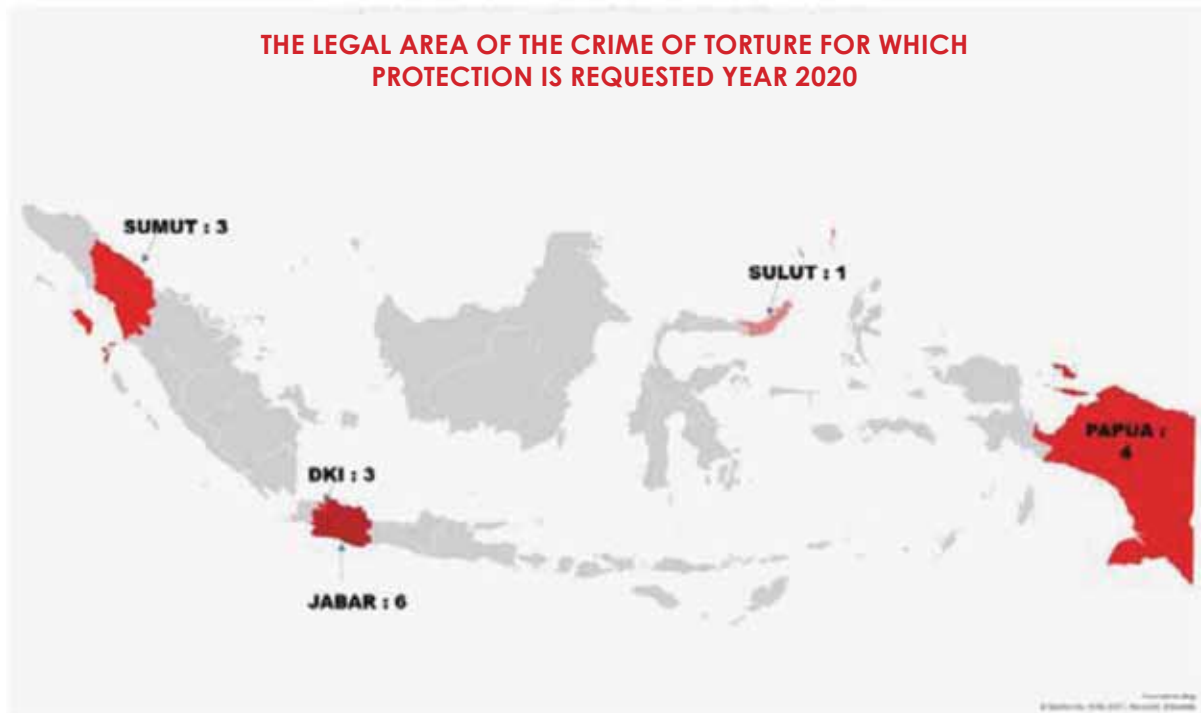 THE LEGAL AREA OF THE CRIME OF TORTURE FOR WHICH
PROTECTION IS REQUESTED YEAR 2020
SUMUT : 3
SULUT : 1
PAPUA :
4
DKI : 3
JABAR : 6